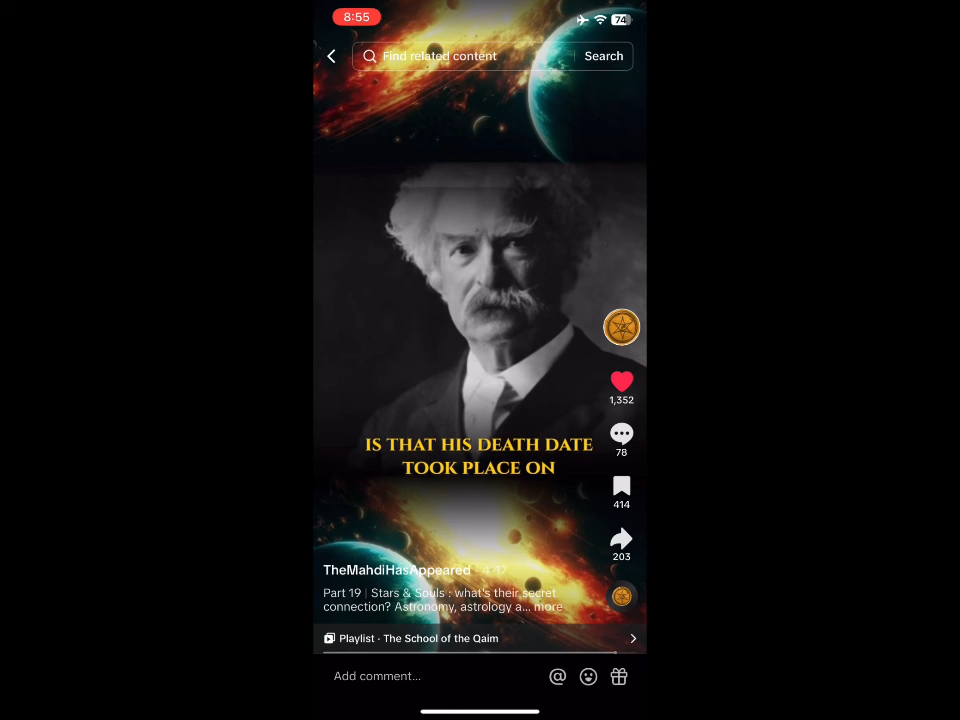 8:55
74
Find related content
Search
1,352
IS THAT HIS DEATH DATE
TOOK PLACE ON
78
414
203
TheMahdiHasAppeared · 4-17
Part 19 | Stars & Souls : what's their secret
connection? Astronomy, astrology a... more
Playlist · The School of the Qaim
Add comment...